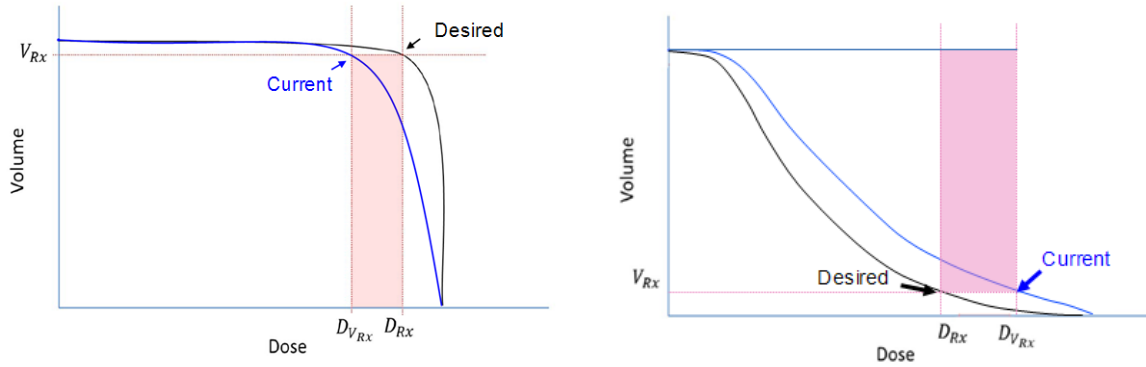 Desired
V_Rx
Current
Volume
D_V_Rx D_Rx
Dose
Volume
Current
V_Rx
Desired
D_Rx D_V_Rx
Dose